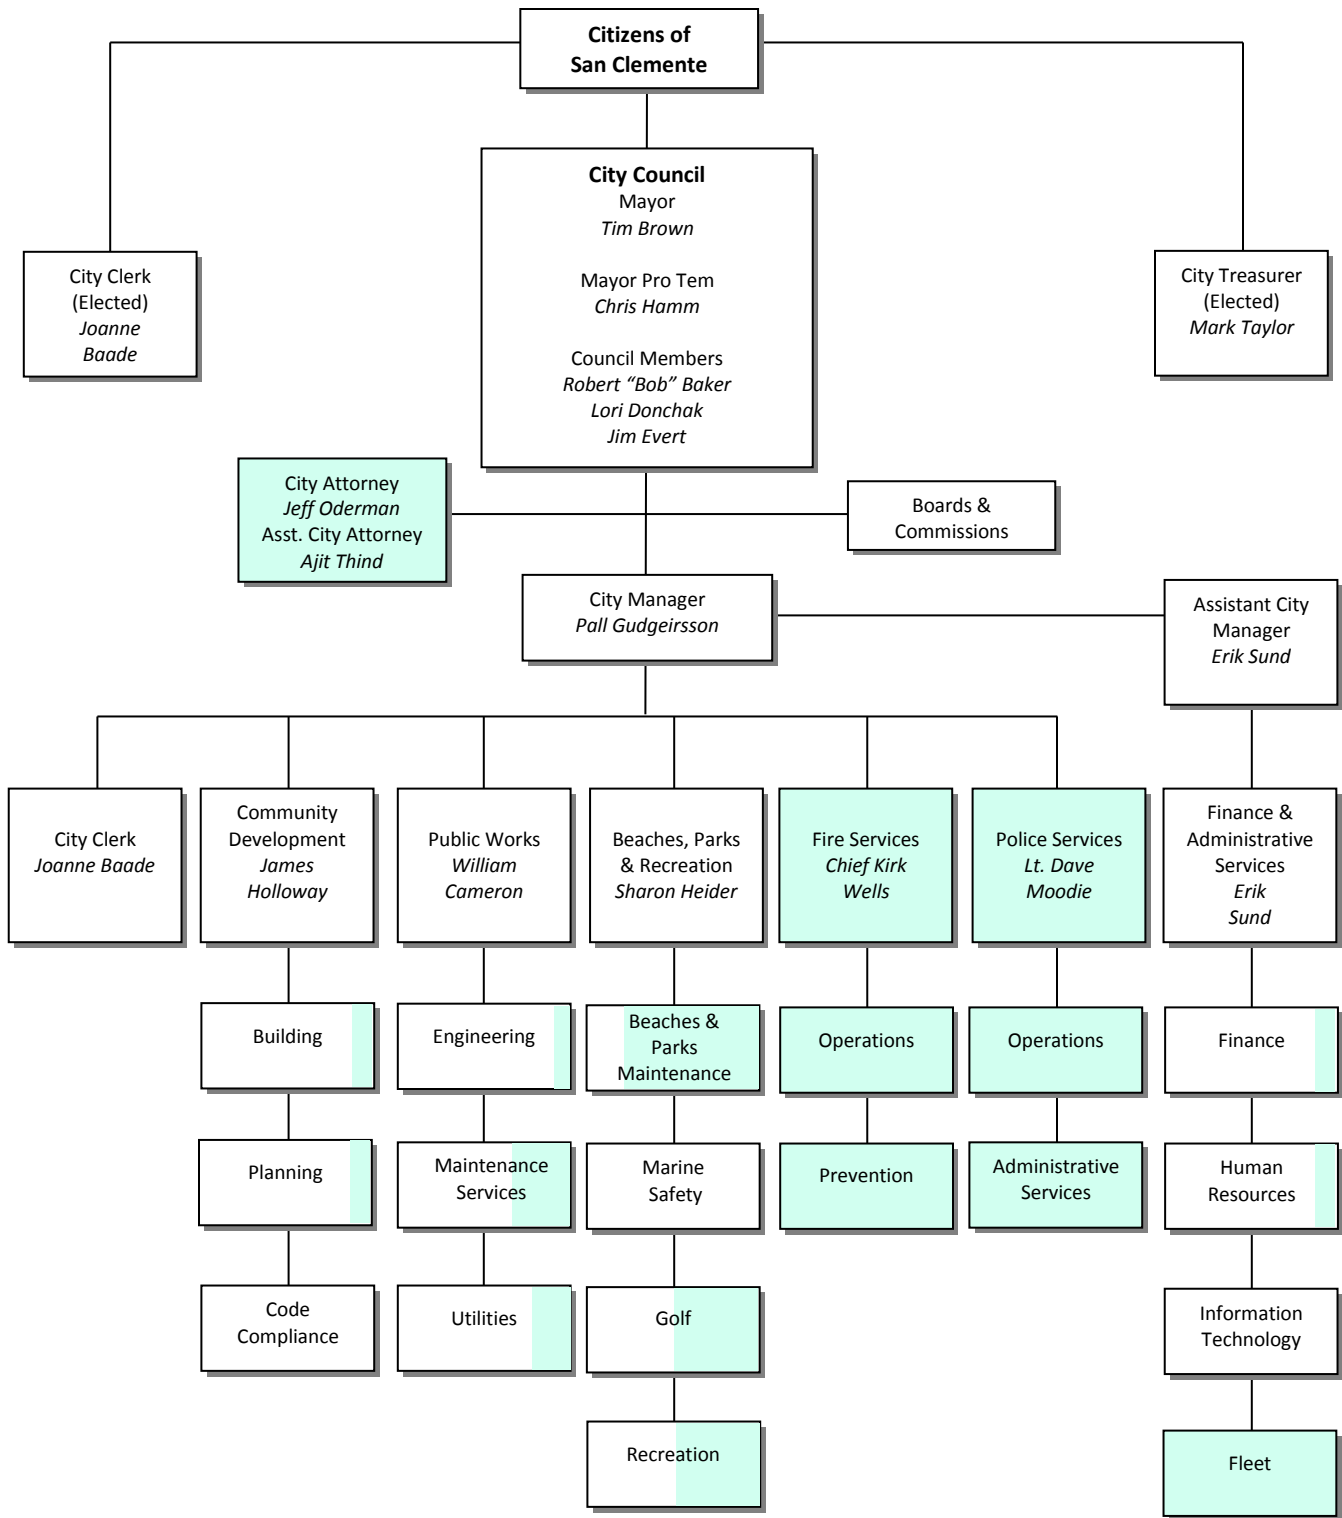 Citizens of
San Clemente
City Council
Mayor
Tim Brown
Mayor Pro Tem
Chris Hamm
Council Members
Robert “Bob” Baker
Lori Donchak
Jim Evert
City Clerk
(Elected)
Joanne
Baade
City Treasurer
(Elected)
Mark Taylor
City Attorney
Jeff Oderman
Asst. City Attorney
Ajit Thind
Boards &
Commissions
City Manager
Pall Gudgeirsson
Assistant City
Manager
Erik Sund
City Clerk
Joanne Baade
Community
Development
James
Holloway
Public Works
William
Cameron
Beaches, Parks
& Recreation
Sharon Heider
Fire Services
Chief Kirk
Wells
Police Services
Lt. Dave
Moodie
Finance &
Administrative
Services
Erik
Sund
Building
Engineering
Beaches &
Parks
Maintenance
Operations
Operations
Finance
Planning
Maintenance
Services
Marine
Safety
Prevention
Administrative
Services
Human
Resources
Code
Compliance
Utilities
Golf
Information
Technology
Recreation
Fleet